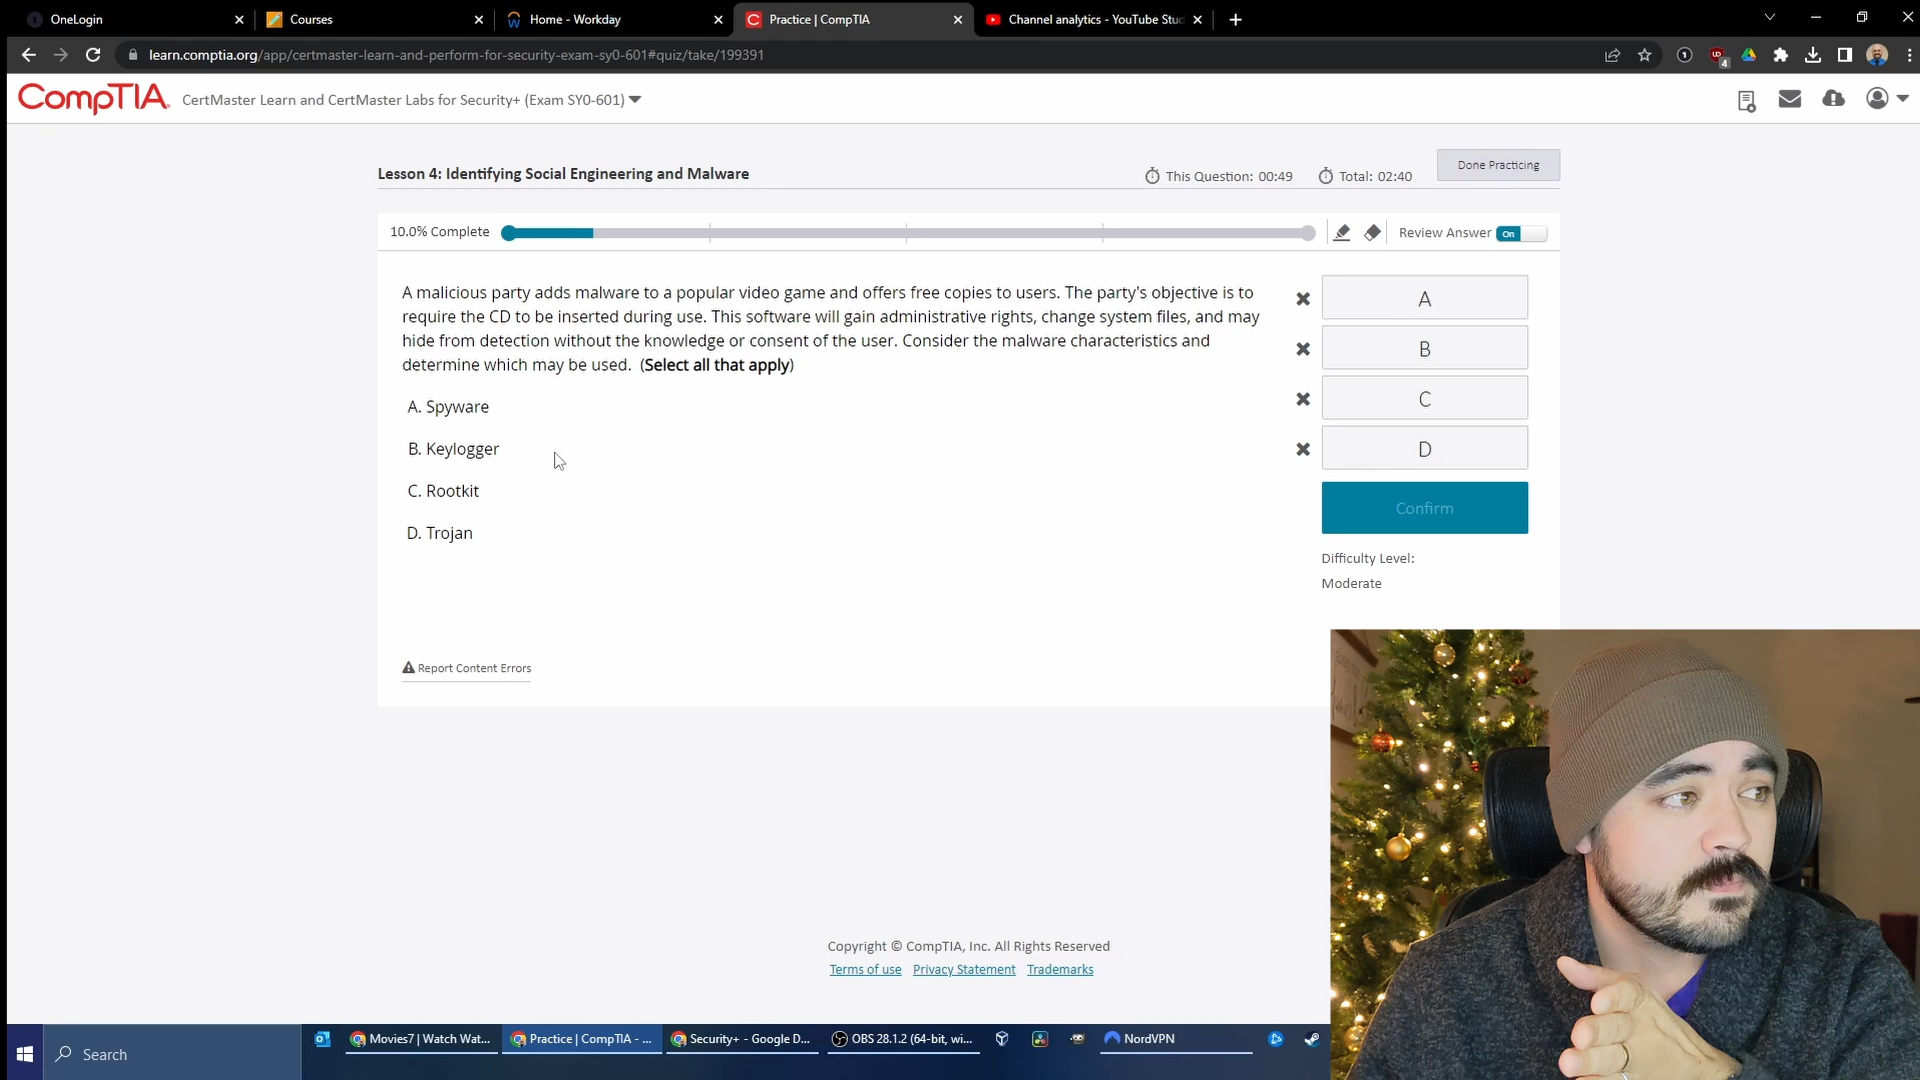 OneLogin
Courses
Home - Workday
Practice | CompTIA
Channel analytics - YouTube Stud
learn.comptia.org/app/certmaster-learn-and-perform-for-security-exam-sy0-601#quiz/take/199391
4
CompTIA.
CertMaster Learn and CertMaster Labs for Security+ (Exam SY0-601)
Lesson 4: Identifying Social Engineering and Malware
This Question: 00:49
Total: 02:40
Done Practicing
10.0% Complete
Review Answer
On
A malicious party adds malware to a popular video game and offers free copies to users. The party's objective is to
require the CD to be inserted during use. This software will gain administrative rights, change system files, and may
hide from detection without the knowledge or consent of the user. Consider the malware characteristics and
determine which may be used. (Select all that apply)
A. Spyware
B. Keylogger
C. Rootkit
D. Trojan
A
B
C
D
Confirm
Difficulty Level:
Moderate
Report Content Errors
Copyright © CompTIA, Inc. All Rights Reserved
Terms of use
Privacy Statement
Trademarks
Search
Movies7 | Watch Wat...
Practice | CompTIA - ...
Security+ - Google D...
OBS 28.1.2 (64-bit, wi...
NordVPN